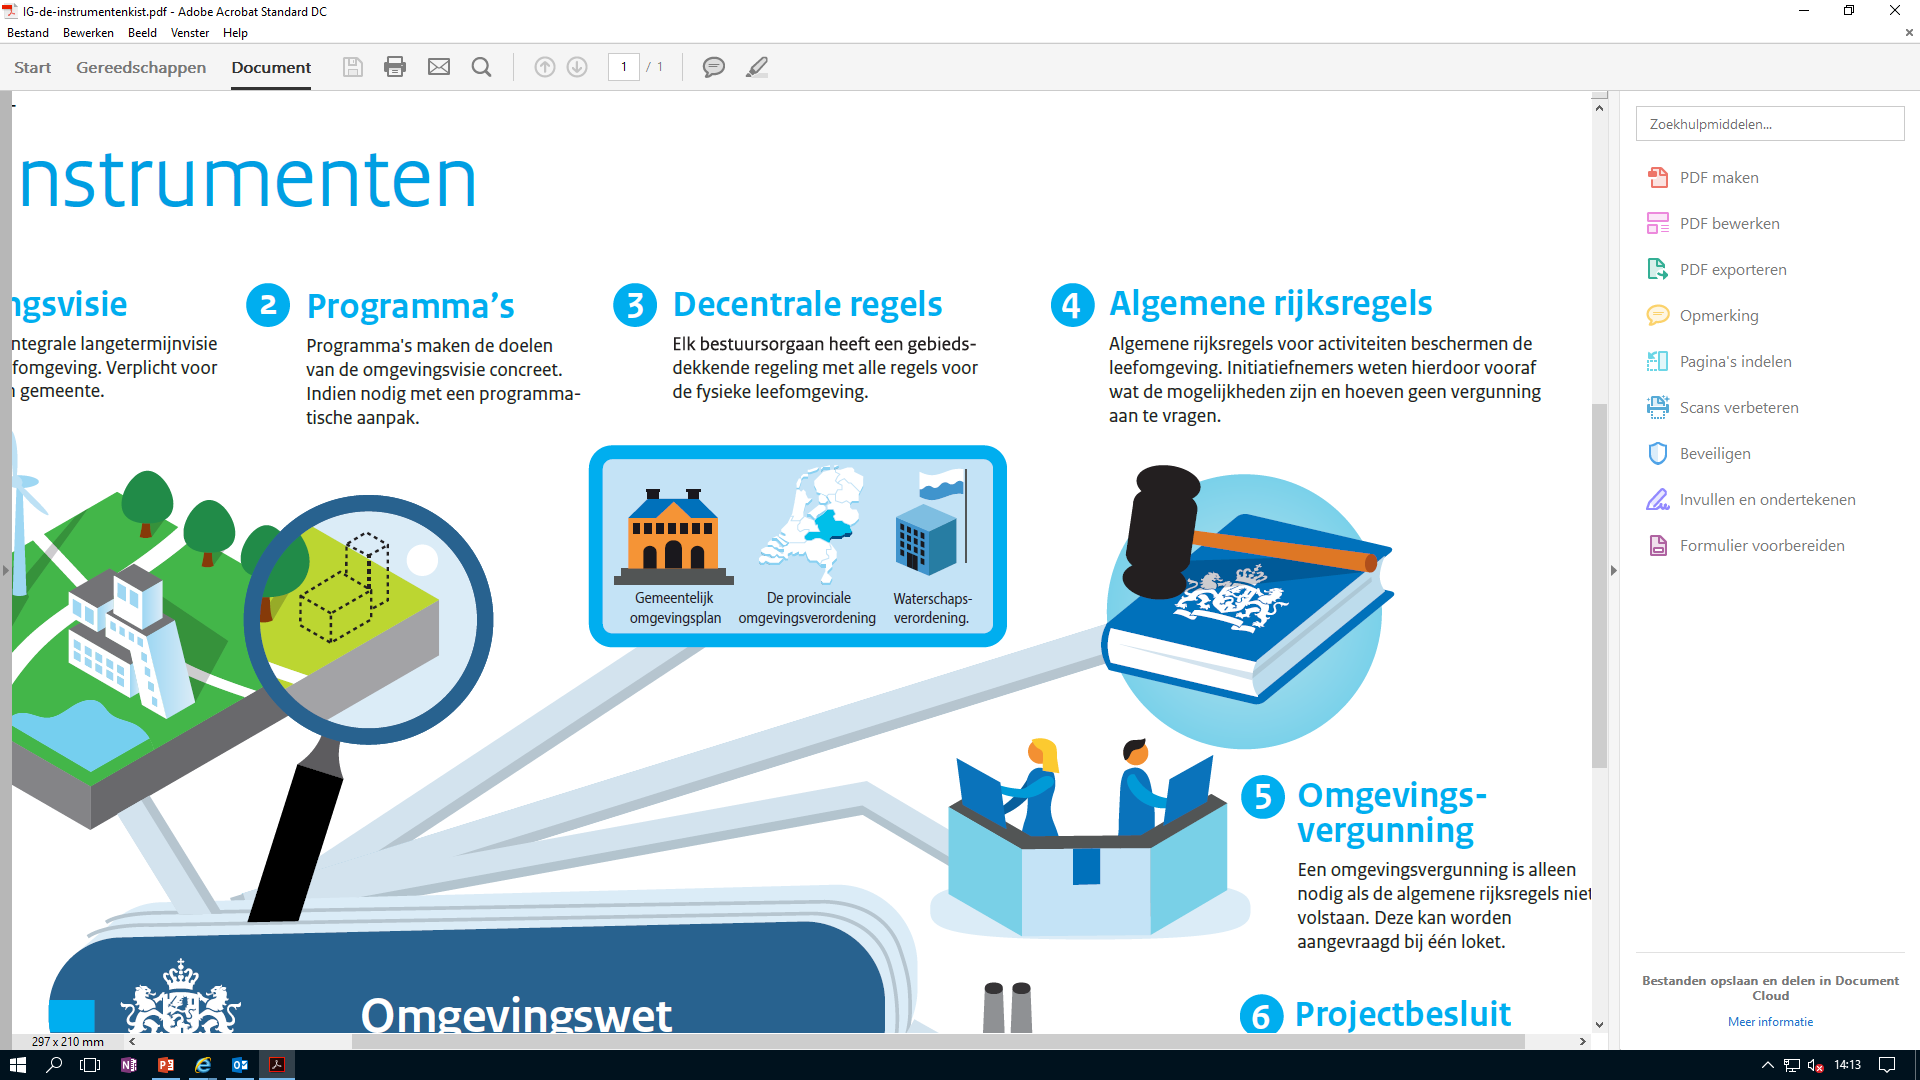 IG-de-instrumentenkist.pdf - Adobe Acrobat Standard DC
Bestand Bewerken Beeld Venster Help
Start Gereedschappen Document 1 / 1
nstrumenten
ngsvisie
ntegrale langetermijnvisie
fomgeving. Verplicht voor
gemeente.
2 Programma's
Programma's maken de doelen
van de omgevingsvisie concreet.
Indien nodig met een programma-
tische aanpak.
3 Decentrale regels
Elk bestuursorgaan heeft een gebieds-
dekkende regeling met alle regels voor
de fysieke leefomgeving.
Gemeentelijk
omgevingsplan
De provinciale
omgevingsverordening
Waterschaps-
verordening.
4 Algemene rijksregels
Algemene rijksregels voor activiteiten beschermen de
leefomgeving. Initiatiefnemers weten hierdoor vooraf
wat de mogelijkheden zijn en hoeven geen vergunning
aan te vragen.
5 Omgevings-
vergunning
Een omgevingsvergunning is alleen
nodig als de algemene rijksregels niet
volstaan. Deze kan worden
aangevraagd bij één loket.
6 Projectbesluit
Omgevingswet
297 x 210 mm
Zoekhulpmiddelen...
PDF maken
PDF bewerken
PDF exporteren
Opmerking
Pagina's indelen
Scans verbeteren
Beveiligen
Invullen en ondertekenen
Formulier voorbereiden
Bestanden opslaan en delen in Document
Cloud
Meer informatie
14:13